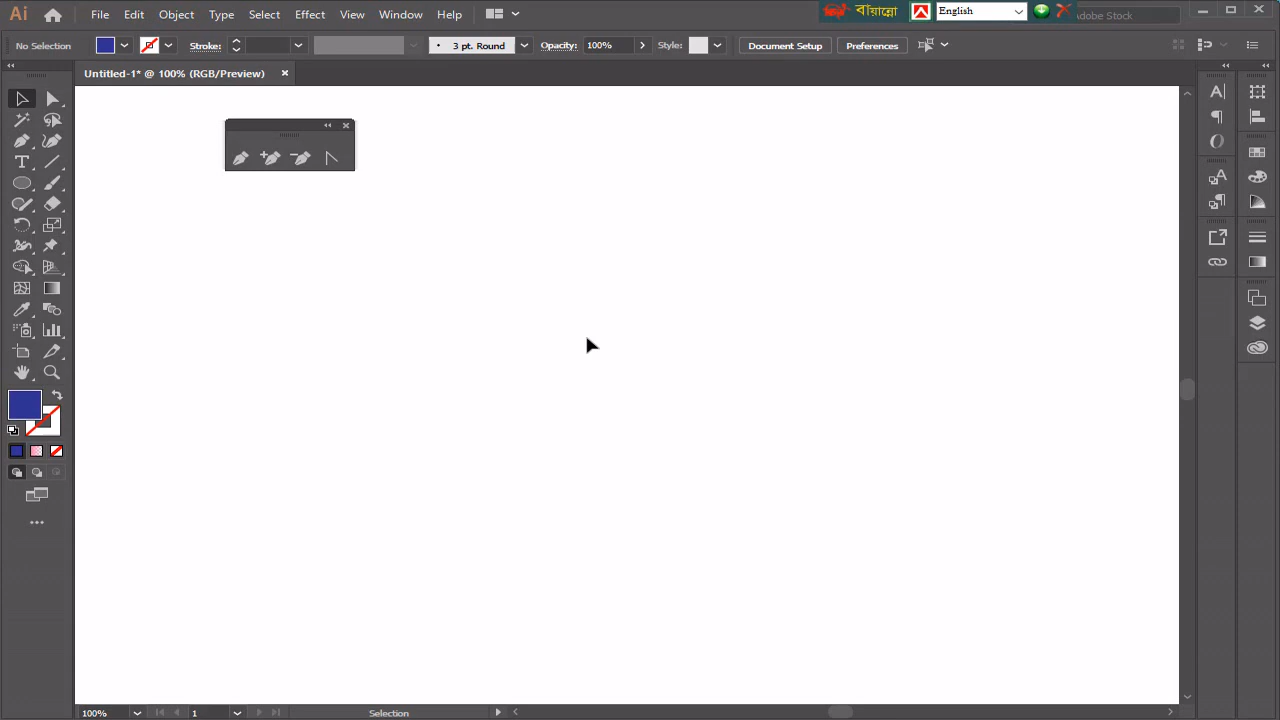 Ai File Edit Object Type Select Effect View Window Help বায়ান্নো English Adobe Stock
No Selection Stroke: 3 pt. Round Opacity: 100% Style: Document Setup Preferences
Untitled-1* @ 100% (RGB/Preview)
100% 1 Selection